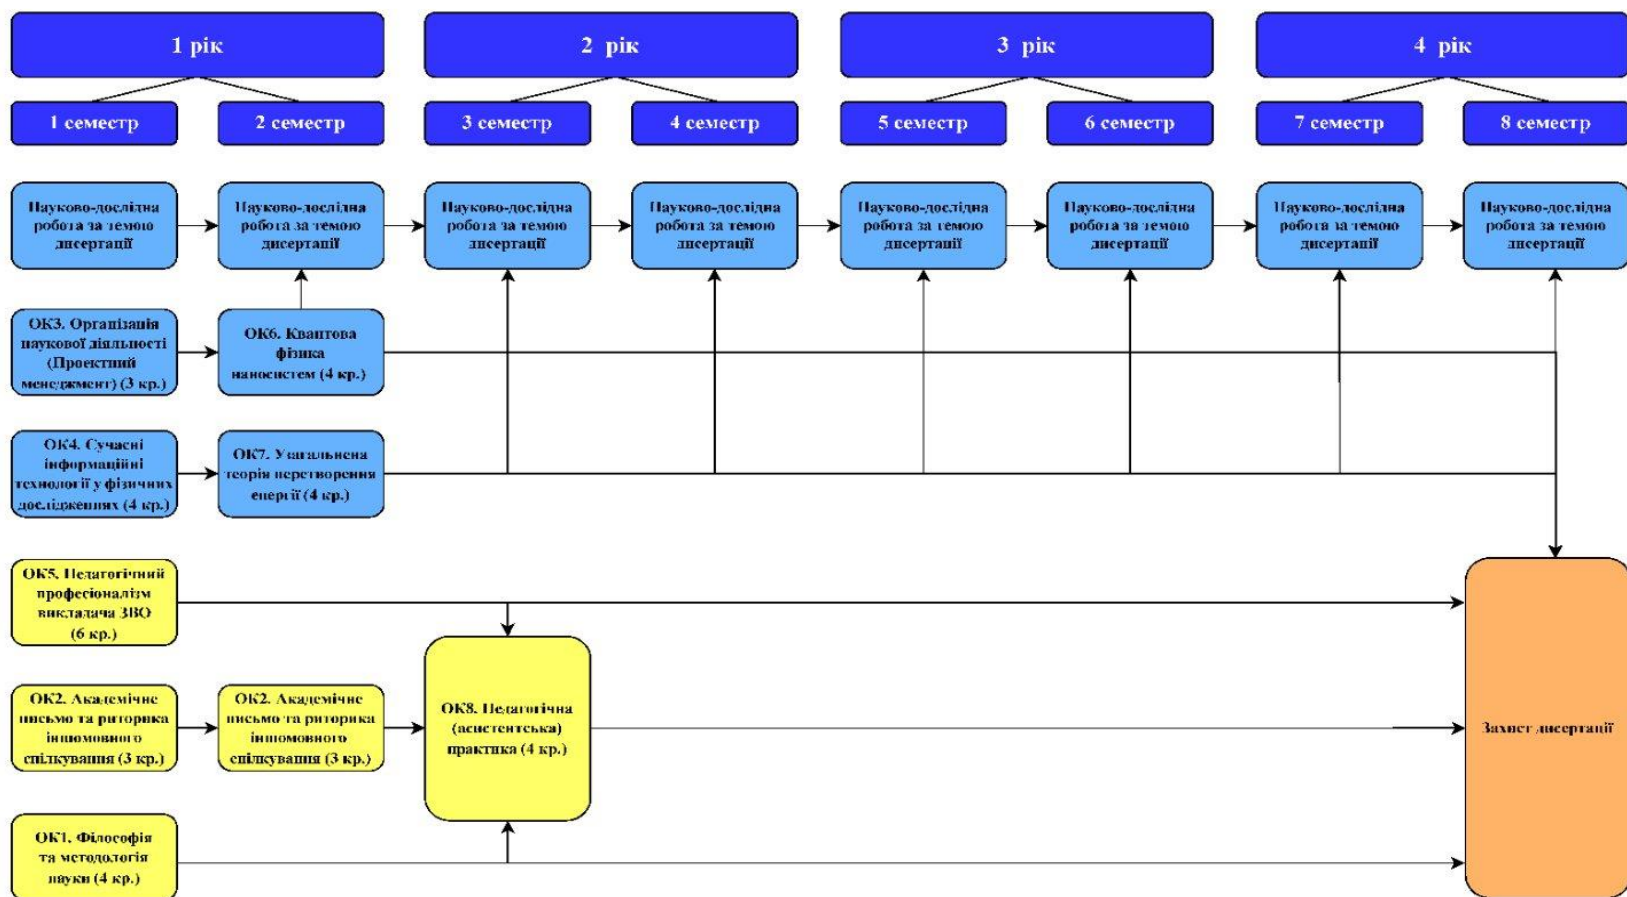 1 рік
2 рік
3 рік
4 рік
1 семестр
2 семестр
3 семестр
4 семестр
5 семестр
6 семестр
7 семестр
8 семестр
Науково-дослідна
робота за темою
дисертації
Науково-дослідна
робота за темою
дисертації
Науково-дослідна
робота за темою
дисертації
Науково-дослідна
робота за темою
дисертації
Науково-дослідна
робота за темою
дисертації
Науково-дослідна
робота за темою
дисертації
Науково-дослідна
робота за темою
дисертації
Науково-дослідна
робота за темою
дисертації
ОК3. Організація
наукової діяльності
(Проектний
менеджмент) (3 кр.)
ОК6. Квантова
фізика
наносистем (4 кр.)
ОК4. Сучасні
інформаційні
технології у фізичних
дослідженнях (4 кр.)
ОК7. Узагальнена
теорія перетворення
енергії (4 кр.)
ОК5. Педагогічний
професіоналізм
викладача ЗВО
(6 кр.)
ОК2. Академічне
письмо та риторика
іншомовного
спілкування (3 кр.)
ОК2. Академічне
письмо та риторика
іншомовного
спілкування (3 кр.)
ОК8. Педагогічна
(асистентська)
практика (4 кр.)
Захист дисертації
ОК1. Філософія
та методологія
науки (4 кр.)